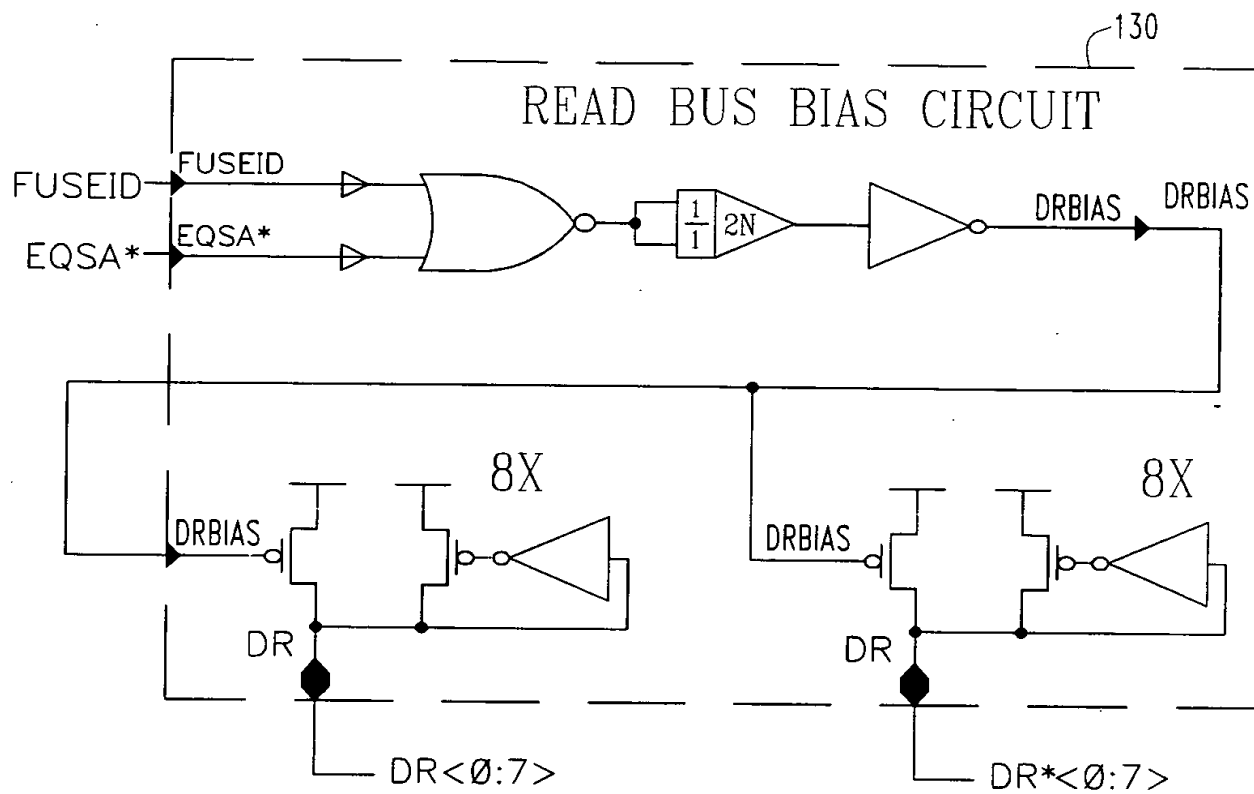 130
READ BUS BIAS CIRCUIT
FUSEID
FUSEID
EQSA*
EQSA*
1
1
2N
DRBIAS
DRBIAS
8X
8X
DRBIAS
DRBIAS
DR
DR
DR<Ø:7>
DR*<Ø:7>